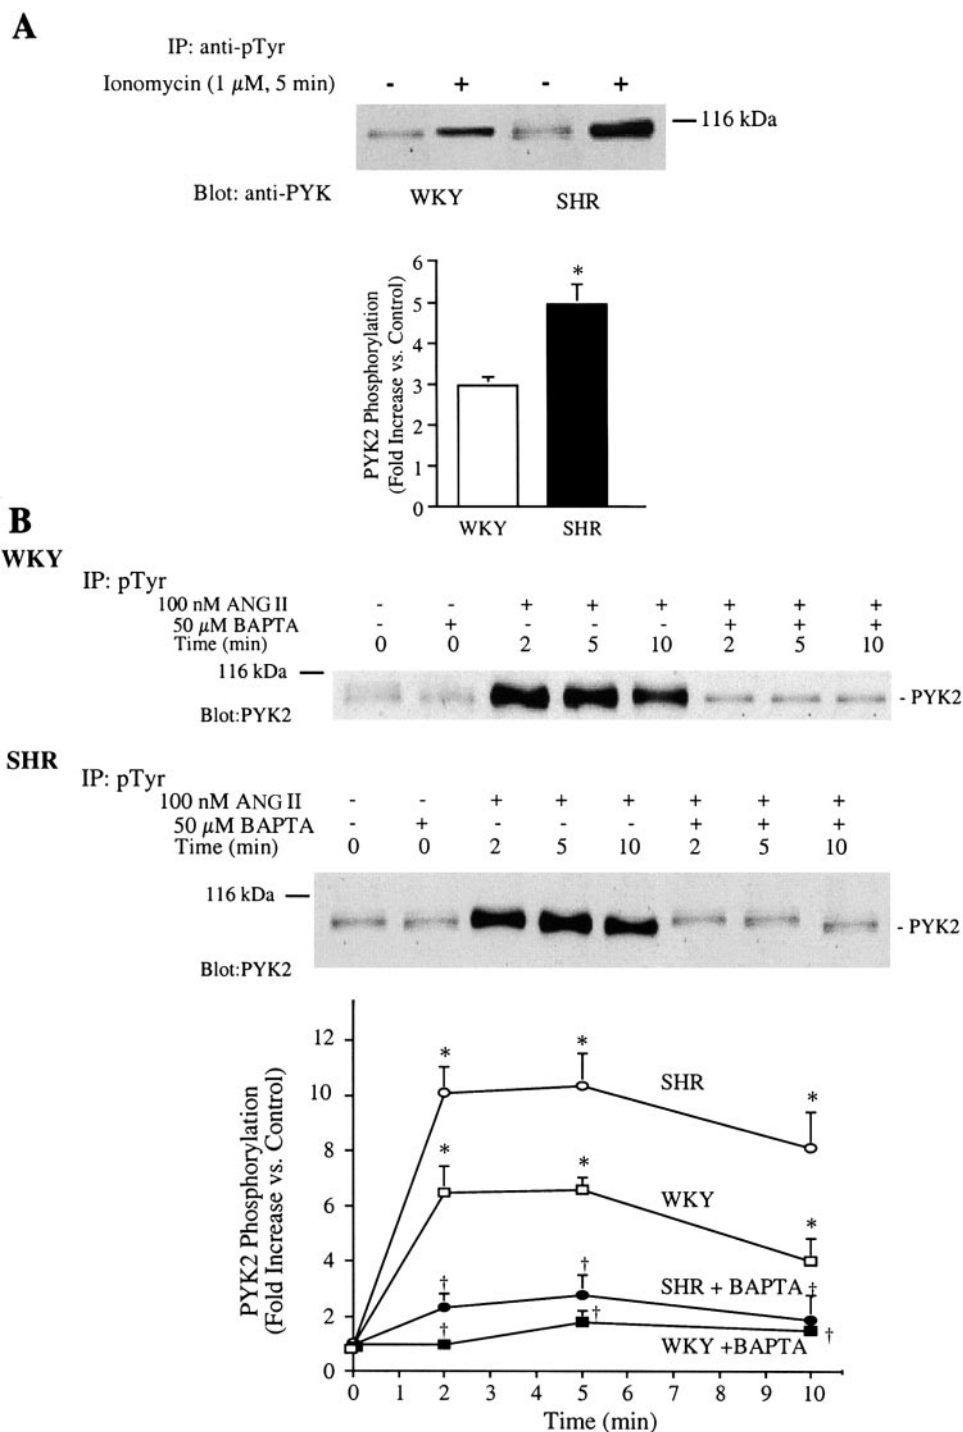 A
IP: anti-pTyr
Ionomycin (1 µM, 5 min) - + - +
116 kDa
Blot: anti-PYK
WKY SHR
PYK2 Phosphorylation
(Fold Increase vs. Control)
6
5
4
3
2
1
0
*
WKY SHR
B
WKY
IP: pTyr
100 nM ANG II - - + + + + + +
50 µM BAPTA - + - - - + + +
Time (min) 0 0 2 5 10 2 5 10
116 kDa
- PYK2
Blot:PYK2
SHR
IP: pTyr
100 nM ANG II - - + + + + + +
50 µM BAPTA - + - - - + + +
Time (min) 0 0 2 5 10 2 5 10
116 kDa
- PYK2
Blot:PYK2
PYK2 Phosphorylation
(Fold Increase vs. Control)
12
10
8
6
4
2
0
* * *
SHR
* * *
WKY
† †
SHR + BAPTA †
† † †
WKY +BAPTA
0 1 2 3 4 5 6 7 8 9 10
Time (min)